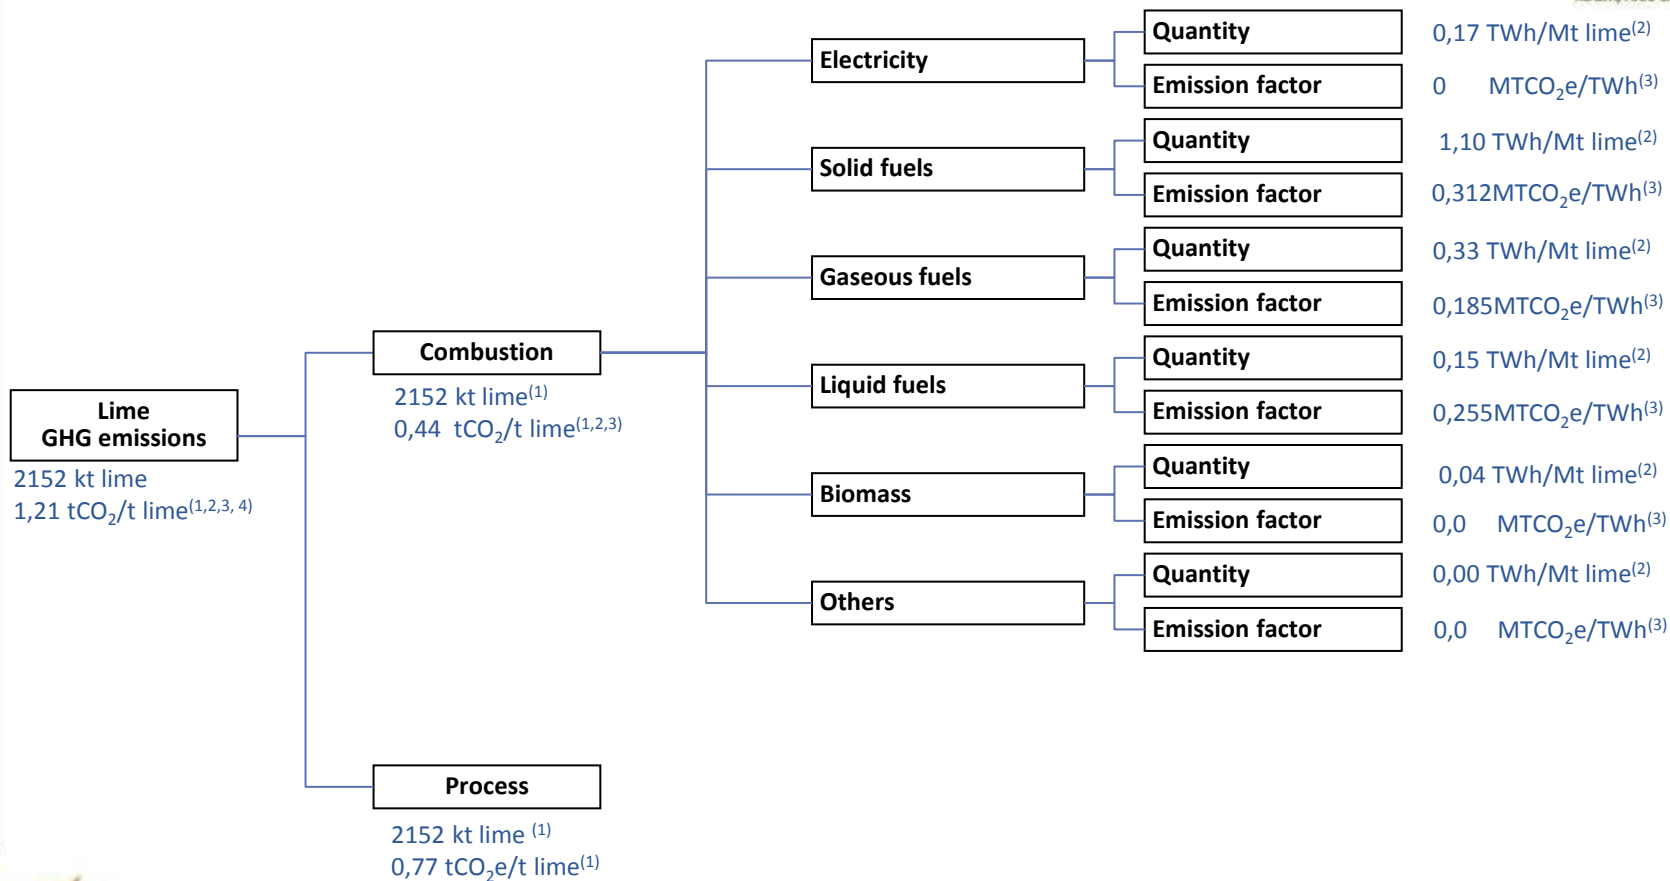 Lime
GHG emissions
2152 kt lime
1,21 tCO₂/t lime(1,2,3, 4)
Combustion
2152 kt lime(1)
0,44 tCO₂/t lime(1,2,3)
Process
2152 kt lime (1)
0,77 tCO₂e/t lime(1)
Electricity
Quantity 0,17 TWh/Mt lime(2)
Emission factor 0 MTCO₂e/TWh(3)
Solid fuels
Quantity 1,10 TWh/Mt lime(2)
Emission factor 0,312MTCO₂e/TWh(3)
Gaseous fuels
Quantity 0,33 TWh/Mt lime(2)
Emission factor 0,185MTCO₂e/TWh(3)
Liquid fuels
Quantity 0,15 TWh/Mt lime(2)
Emission factor 0,255MTCO₂e/TWh(3)
Biomass
Quantity 0,04 TWh/Mt lime(2)
Emission factor 0,0 MTCO₂e/TWh(3)
Others
Quantity 0,00 TWh/Mt lime(2)
Emission factor 0,0 MTCO₂e/TWh(3)